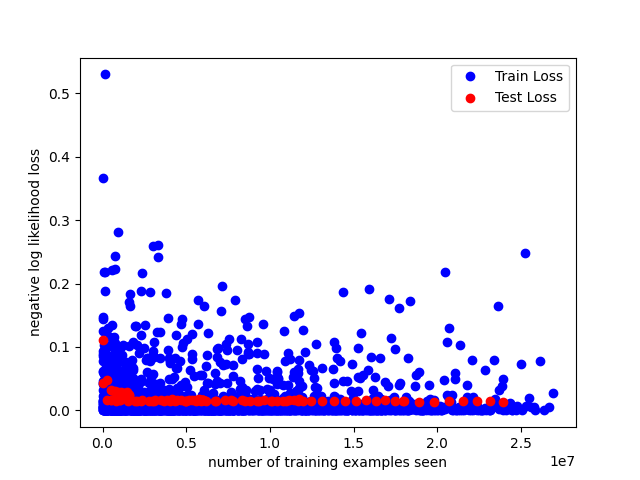 Train Loss
Test Loss
0.5
0.4
0.3
0.2
0.1
0.0
negative log likelihood loss
0.0 0.5 1.0 1.5 2.0 2.5
1e7
number of training examples seen